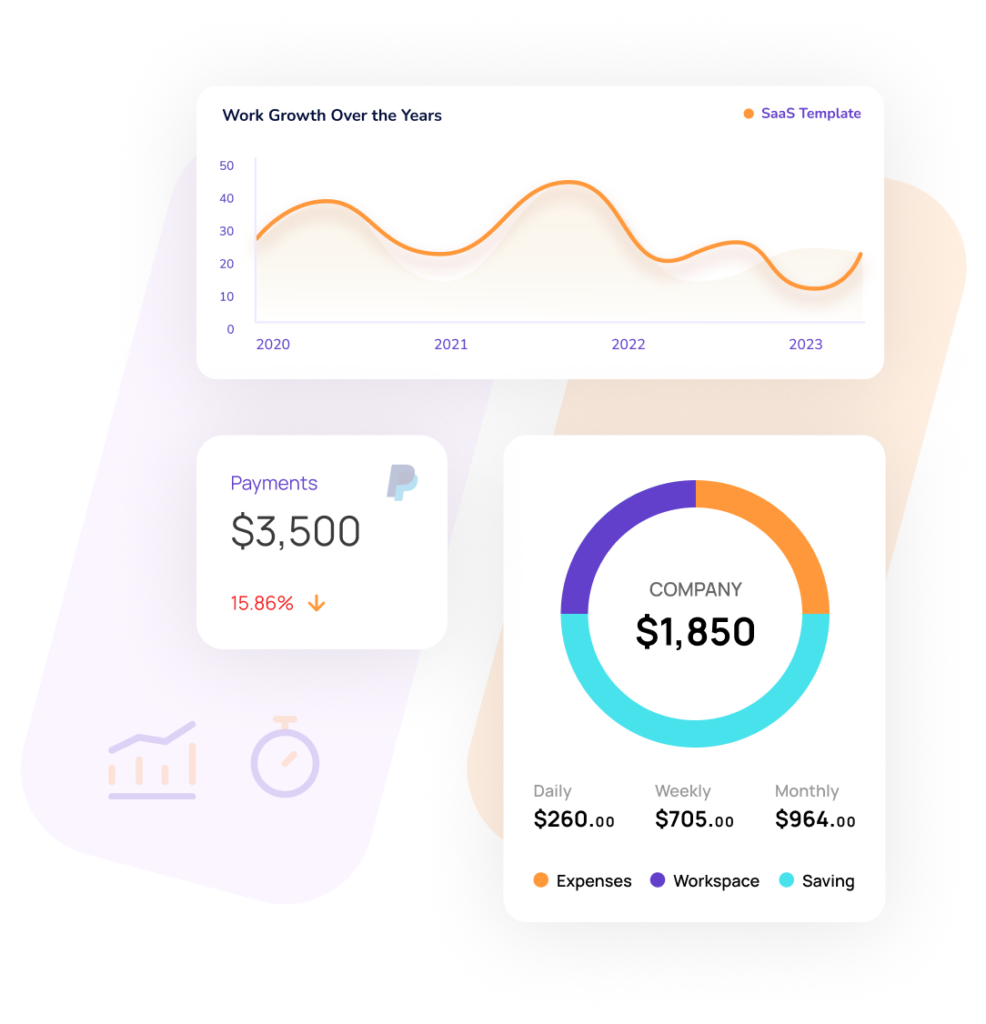 Work Growth Over the Years
SaaS Template
50
40
30
20
10
0
2020 2021 2022 2023
Payments
$3,500
15.86%
COMPANY
$1,850
Daily Weekly Monthly
$260.00 $705.00 $964.00
Expenses Workspace Saving